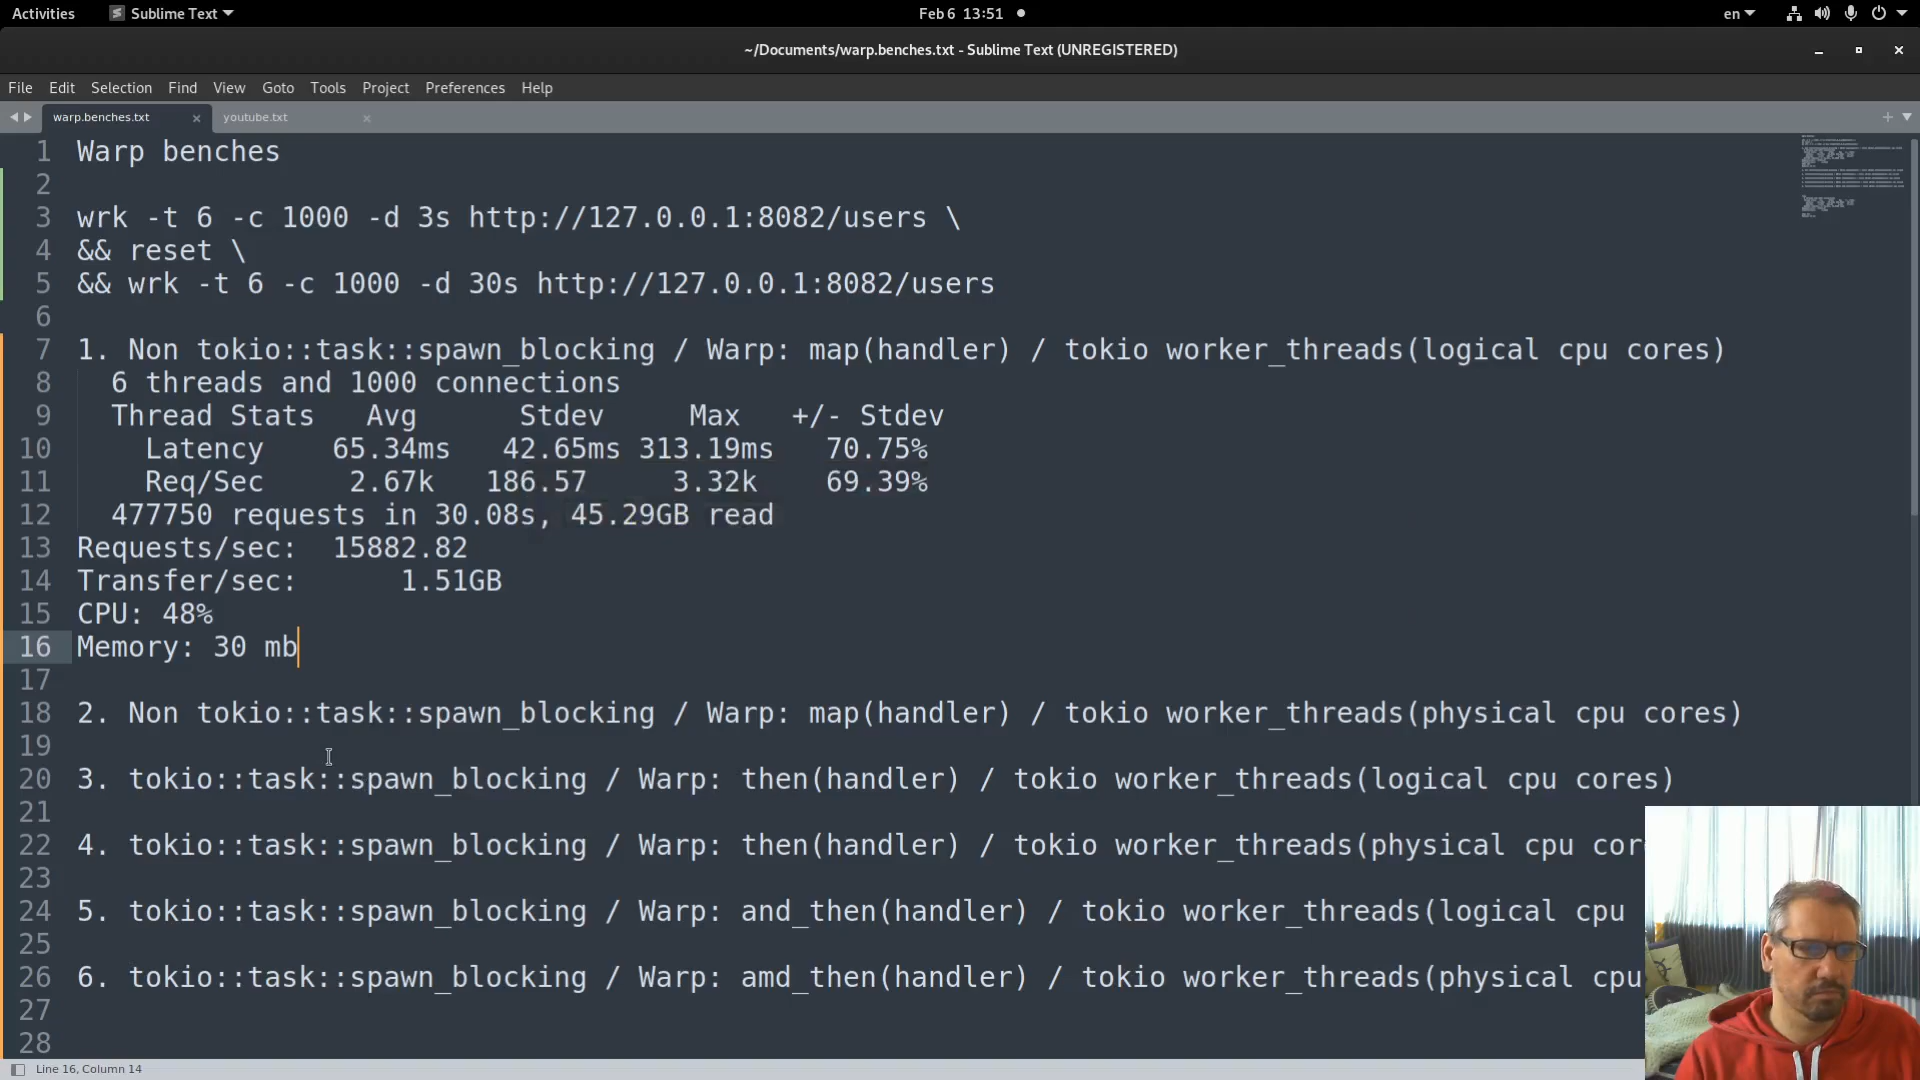 Activities Sublime Text Feb 6 13:51 en
~/Documents/warp.benches.txt - Sublime Text (UNREGISTERED)
File Edit Selection Find View Goto Tools Project Preferences Help
warp.benches.txt × youtube.txt ×
1 Warp benches
2
3 wrk -t 6 -c 1000 -d 3s http://127.0.0.1:8082/users \
4 && reset \
5 && wrk -t 6 -c 1000 -d 30s http://127.0.0.1:8082/users
6
7 1. Non tokio::task::spawn_blocking / Warp: map(handler) / tokio worker_threads(logical cpu cores)
8 6 threads and 1000 connections
9 Thread Stats Avg Stdev Max +/- Stdev
10 Latency 65.34ms 42.65ms 313.19ms 70.75%
11 Req/Sec 2.67k 186.57 3.32k 69.39%
12 477750 requests in 30.08s, 45.29GB read
13 Requests/sec: 15882.82
14 Transfer/sec: 1.51GB
15 CPU: 48%
16 Memory: 30 mb
17
18 2. Non tokio::task::spawn_blocking / Warp: map(handler) / tokio worker_threads(physical cpu cores)
19
20 3. tokio::task::spawn_blocking / Warp: then(handler) / tokio worker_threads(logical cpu cores)
21
22 4. tokio::task::spawn_blocking / Warp: then(handler) / tokio worker_threads(physical cpu cor
23
24 5. tokio::task::spawn_blocking / Warp: and_then(handler) / tokio worker_threads(logical cpu
25
26 6. tokio::task::spawn_blocking / Warp: amd_then(handler) / tokio worker_threads(physical cpu
27
28
Line 16, Column 14